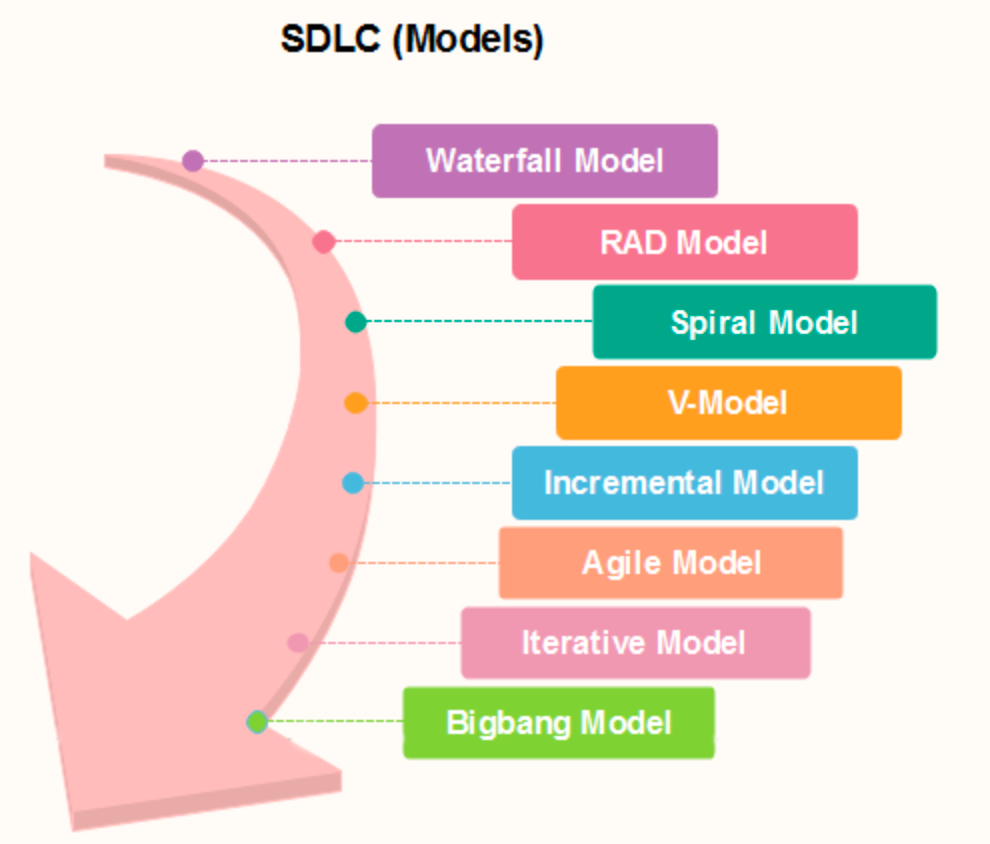 SDLC (Models)
Waterfall Model
RAD Model
Spiral Model
V-Model
Incremental Model
Agile Model
Iterative Model
Bigbang Model